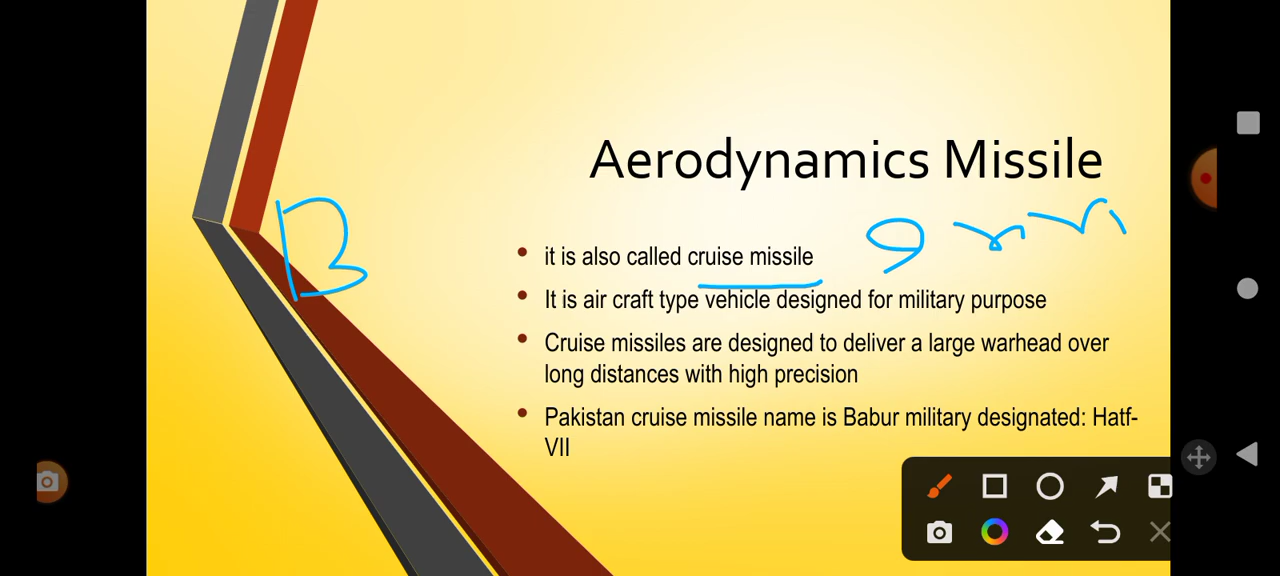 Aerodynamics Missile
B
• it is also called cruise missile
• It is air craft type vehicle designed for military purpose
• Cruise missiles are designed to deliver a large warhead over
long distances with high precision
• Pakistan cruise missile name is Babur military designated: Hatf-
VII